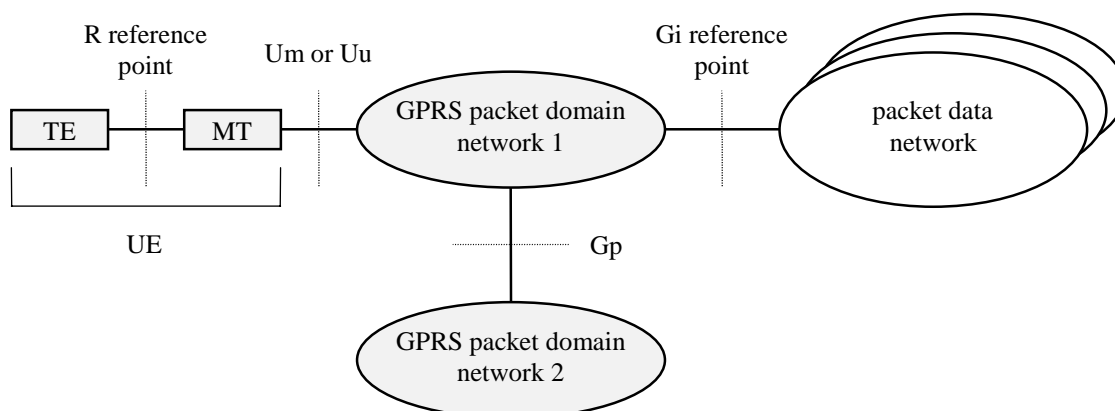 R reference
point
Um or Uu
Gi reference
point
TE
MT
GPRS packet domain
network 1
packet data
network
UE
Gp
GPRS packet domain
network 2